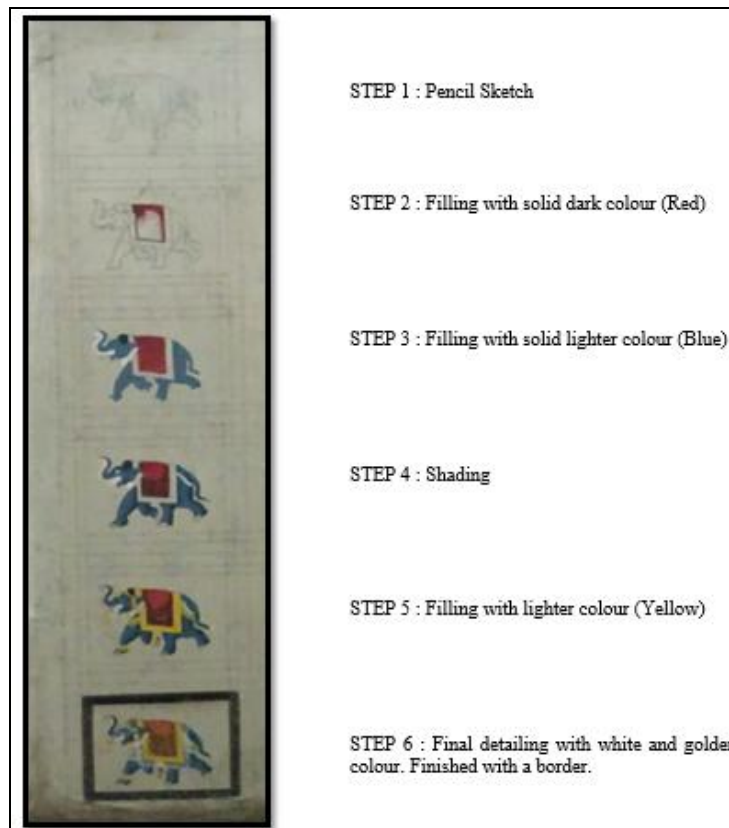 STEP 1 : Pencil Sketch
STEP 2 : Filling with solid dark colour (Red)
STEP 3 : Filling with solid lighter colour (Blue)
STEP 4 : Shading
STEP 5 : Filling with lighter colour (Yellow)
STEP 6 : Final detailing with white and golden
colour. Finished with a border.